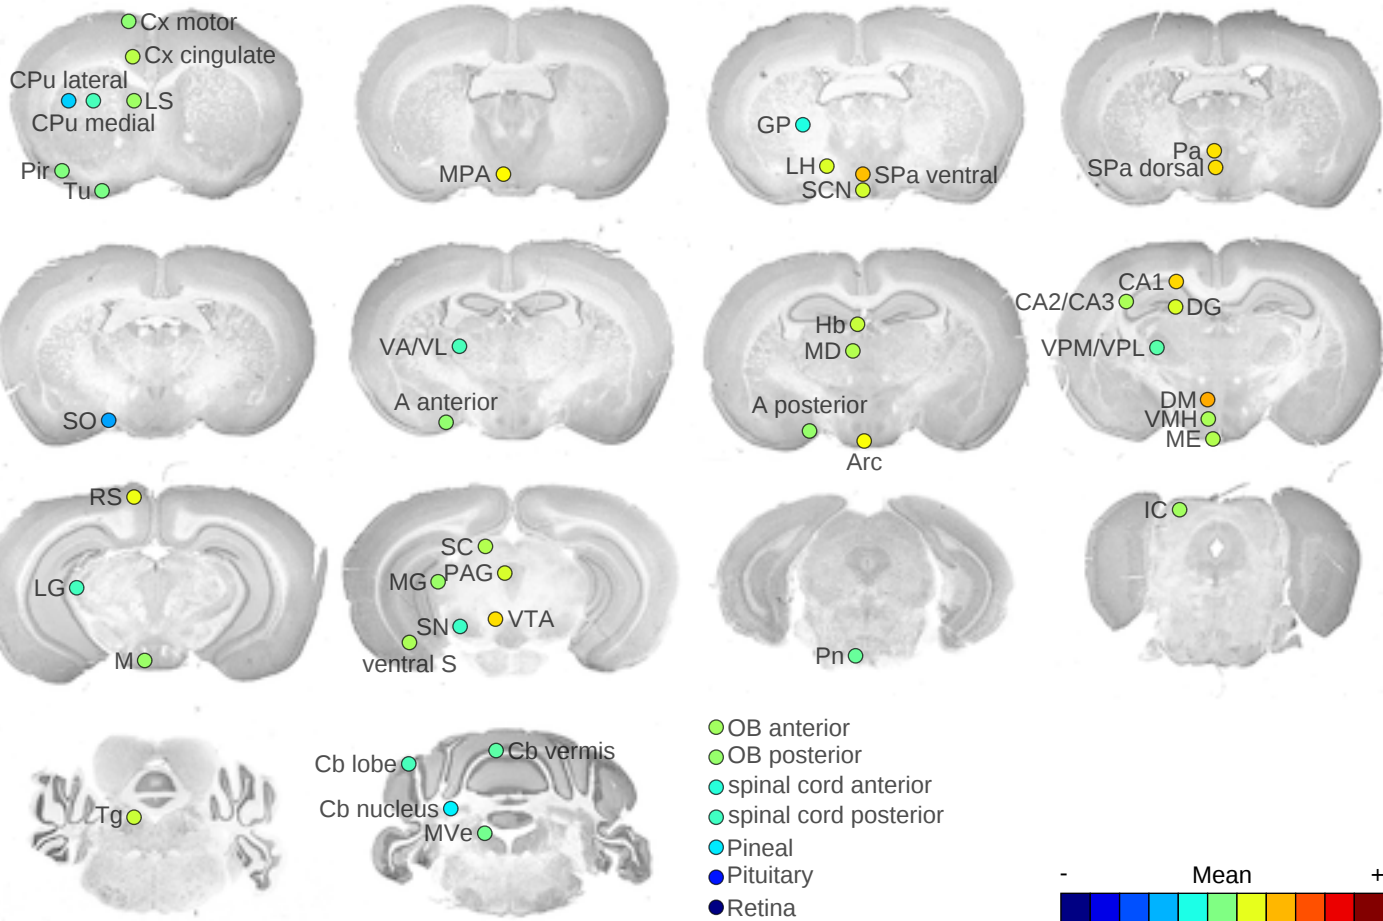 Cx motor
Cx cingulate
CPu lateral
LS
CPu medial
Pir
Tu
MPA
GP
LH
SPa ventral
SCN
Pa
SPa dorsal
SO
VA/VL
A anterior
Hb
MD
A posterior
Arc
CA1
CA2/CA3
DG
VPM/VPL
DM
VMH
ME
RS
LG
M
SC
MG
PAG
SN
VTA
ventral S
Pn
IC
Tg
Cb lobe
Cb vermis
Cb nucleus
MVe
OB anterior
OB posterior
spinal cord anterior
spinal cord posterior
Pineal
Pituitary
Retina
- Mean +